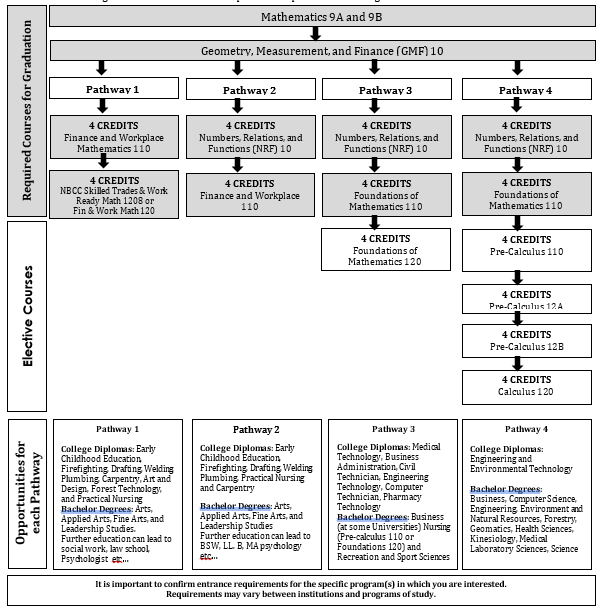 Required Courses for Graduation
Mathematics 9A and 9B
Geometry, Measurement, and Finance (GMF) 10
Pathway 1
Pathway 2
Pathway 3
Pathway 4
4 CREDITS
Finance and Workplace
Mathematics 110
4 CREDITS
Numbers, Relations, and
Functions (NRF) 10
4 CREDITS
Numbers, Relations, and
Functions (NRF) 10
4 CREDITS
Numbers, Relations, and
Functions (NRF) 10
4 CREDITS
NBCC Skilled Trades & Work
Ready Math 1208 or
Fin & Work Math 120
4 CREDITS
Finance and Workplace
110
4 CREDITS
Foundations of
Mathematics 110
4 CREDITS
Foundations of
Mathematics 110
Elective Courses
4 CREDITS
Foundations of
Mathematics 120
4 CREDITS
Pre-Calculus 110
4 CREDITS
Pre-Calculus 12A
4 CREDITS
Pre-Calculus 12B
4 CREDITS
Calculus 120
Opportunities for
each Pathway
Pathway 1
College Diplomas: Early
Childhood Education,
Firefighting, Drafting, Welding
Plumbing, Carpentry, Art and
Design, Forest Technology,
and Practical Nursing
Bachelor Degrees: Arts,
Applied Arts, Fine Arts, and
Leadership Studies.
Further education can lead to
social work, law school,
Psychologist etc...
Pathway 2
College Diplomas: Early
Childhood Education,
Firefighting, Drafting, Welding,
Plumbing, Practical Nursing
and Carpentry
Bachelor Degrees: Arts,
Applied Arts, Fine Arts, and
Leadership Studies
Further education can lead to
BSW, LL. B, MA psychology
etc...
Pathway 3
College Diplomas: Medical
Technology, Business
Administration, Civil
Technician, Engineering
Technology, Computer
Technician, Pharmacy
Technology
Bachelor Degrees: Business
(at some Universities) Nursing
(Pre-calculus 110 or
Foundations 120) and
Recreation and Sport Sciences
Pathway 4
College Diplomas:
Engineering and
Environmental Technology
Bachelor Degrees:
Business, Computer Science,
Engineering, Environment and
Natural Resources, Forestry,
Geomatics, Health Sciences,
Kinesiology, Medical
Laboratory Sciences, Science
It is important to confirm entrance requirements for the specific program(s) in which you are interested.
Requirements may vary between institutions and programs of study.